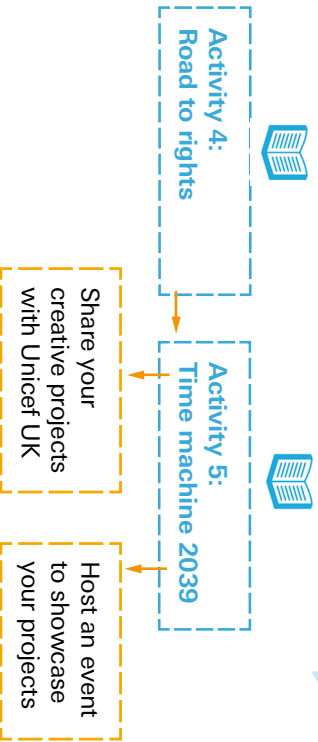 Activity 4:
Road to rights
Activity 5:
Time machine 2039
Share your
creative projects
with Unicef UK
Host an event
to showcase
your projects